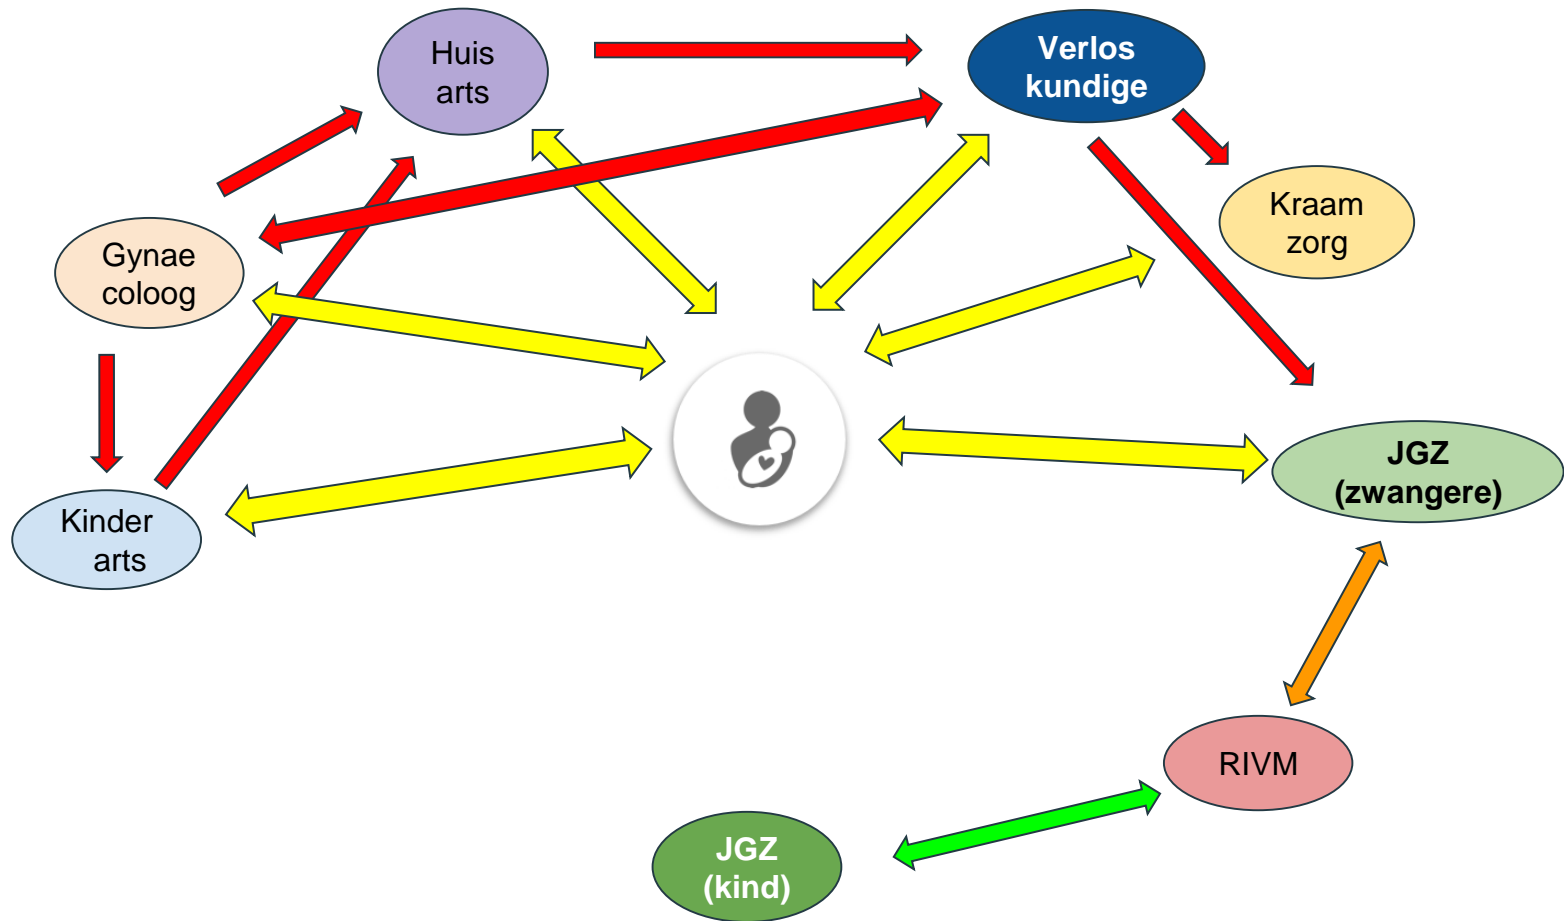 Huis
arts
Verlos
kundige
Kraam
zorg
Gynae
coloog
JGZ
(zwangere)
Kinder
arts
RIVM
JGZ
(kind)